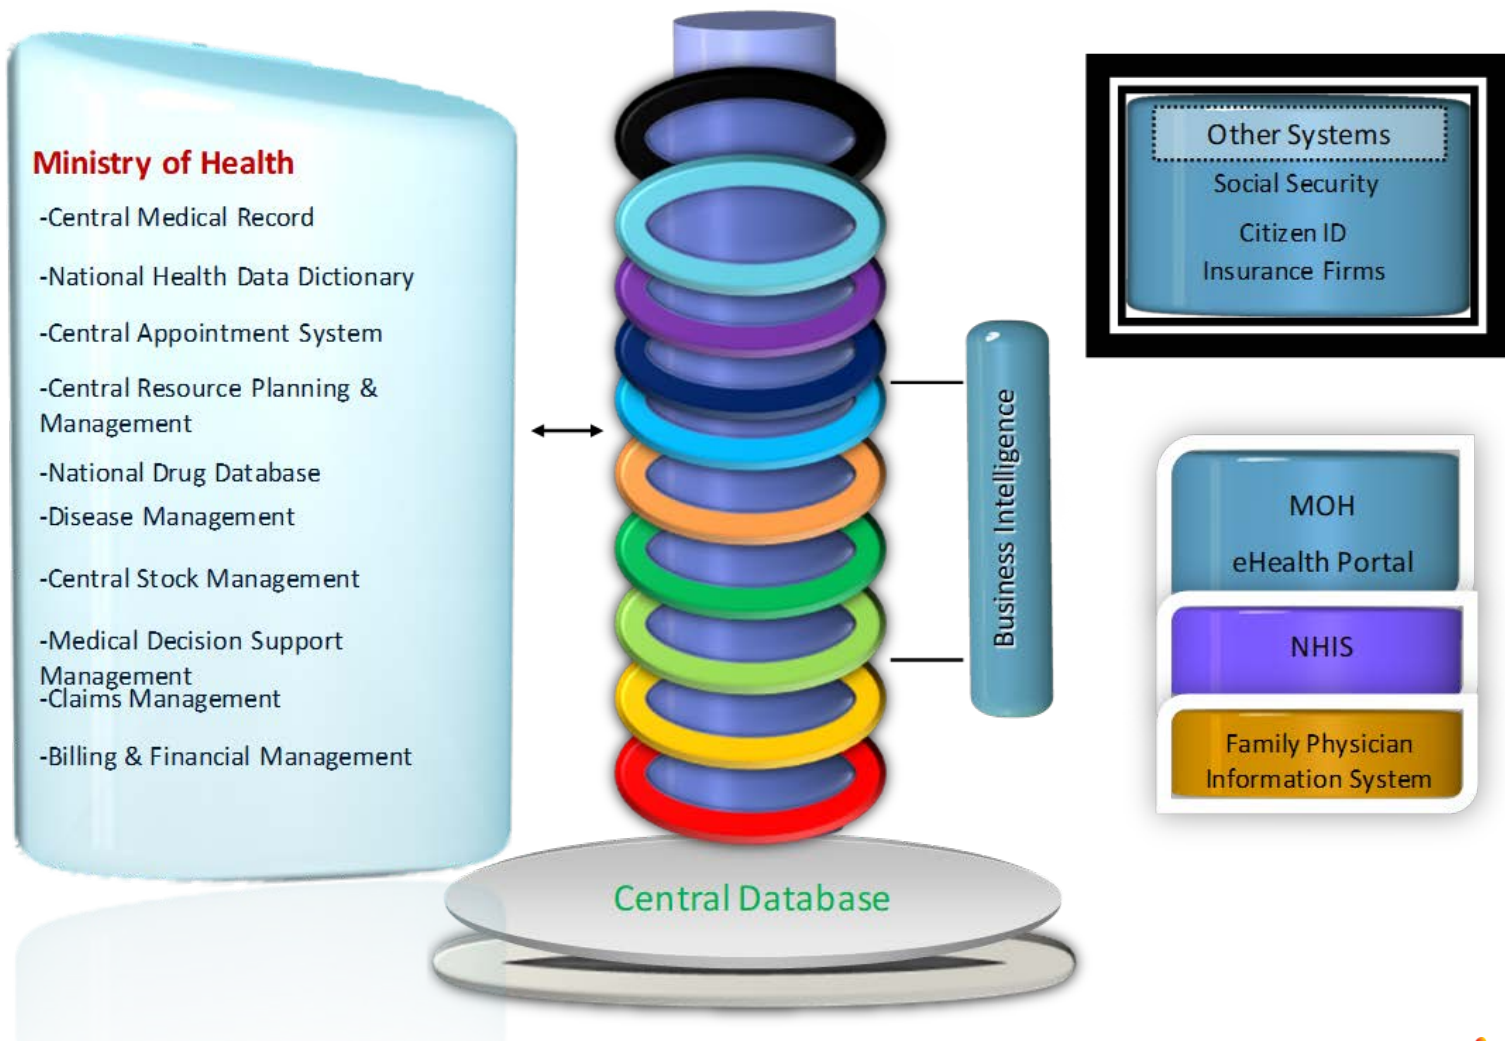 Ministry of Health
-Central Medical Record
-National Health Data Dictionary
-Central Appointment System
-Central Resource Planning &
Management
-National Drug Database
-Disease Management
-Central Stock Management
-Medical Decision Support
Management
-Claims Management
-Billing & Financial Management
Central Database
Business Intelligence
Other Systems
Social Security
Citizen ID
Insurance Firms
MOH
eHealth Portal
NHIS
Family Physician
Information System